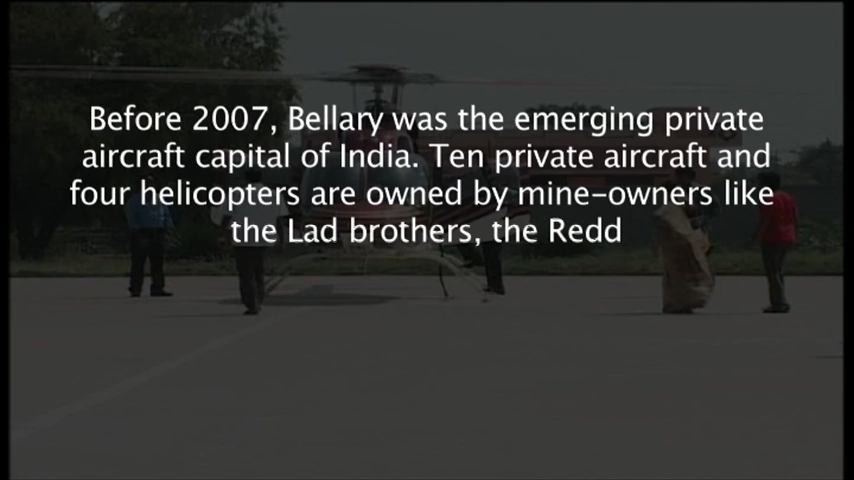 Before 2007, Bellary was the emerging private
aircraft capital of India. Ten private aircraft and
four helicopters are owned by mine-owners like
the Lad brothers, the Redd